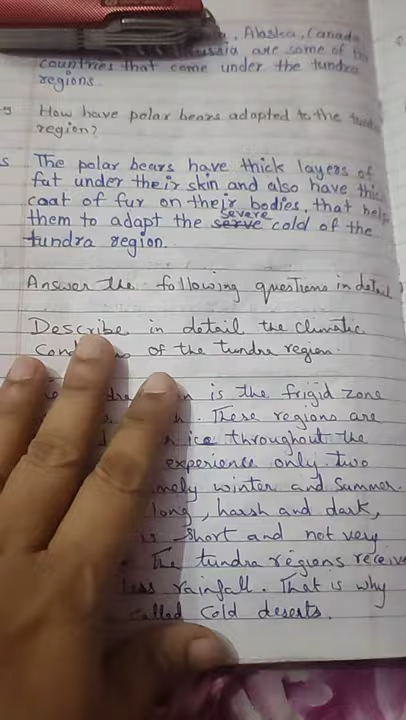 , Alaska, Canada
Russia are some of the
countries that come under the tundra
regions.
How have polar bears adapted to the tundra
region?
The polar bears have thick layers of
fat under their skin and also have thic
coat of fur on their bodies, that help
severe
them to adapt the serve cold of the
tundra region.
Answer the following questions in detail
Describe in detail the climatic
Cond of the tundra region.
is the frigid zone
These regions are
ice throughout the
experience only two
mely winter and Summer.
long, harsh and dark,
is short and not very
The tundra regions receive
less rainfall. That is why
called Cold deserts.